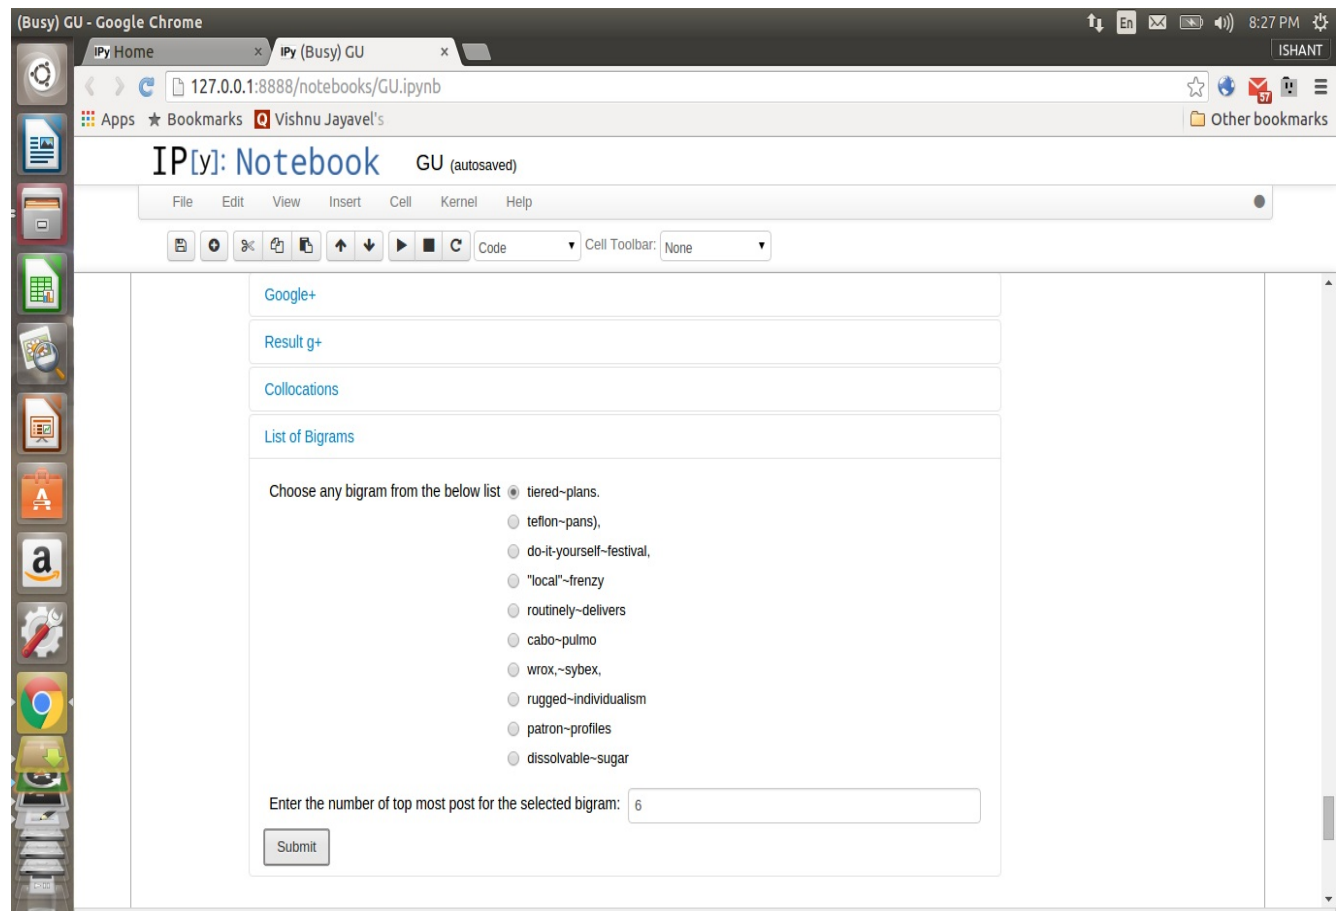 (Busy) GU - Google Chrome En 8:27 PM
IPy Home × IPy (Busy) GU × ISHANT
127.0.0.1:8888/notebooks/GU.ipynb 57
Apps Bookmarks Q Vishnu Jayavel's Other bookmarks
IP[y]: Notebook GU (autosaved)
File Edit View Insert Cell Kernel Help
Code Cell Toolbar: None
Google+
Result g+
Collocations
List of Bigrams
Choose any bigram from the below list tiered~plans.
teflon~pans),
do-it-yourself~festival,
"local"~frenzy
routinely~delivers
cabo~pulmo
wrox,~sybex,
rugged~individualism
patron~profiles
dissolvable~sugar
Enter the number of top most post for the selected bigram: 6
Submit